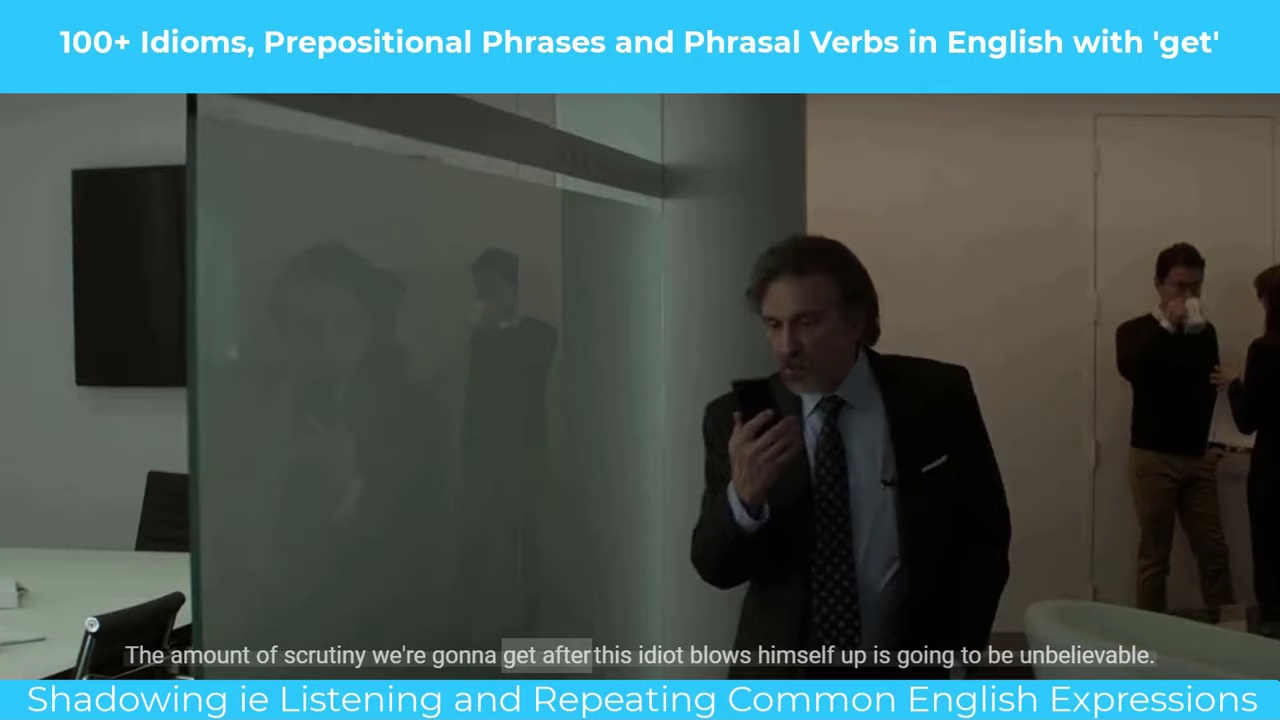 100+ Idioms, Prepositional Phrases and Phrasal Verbs in English with 'get'
The amount of scrutiny we're gonna get after this idiot blows himself up is going to be unbelievable.
Shadowing ie Listening and Repeating Common English Expressions